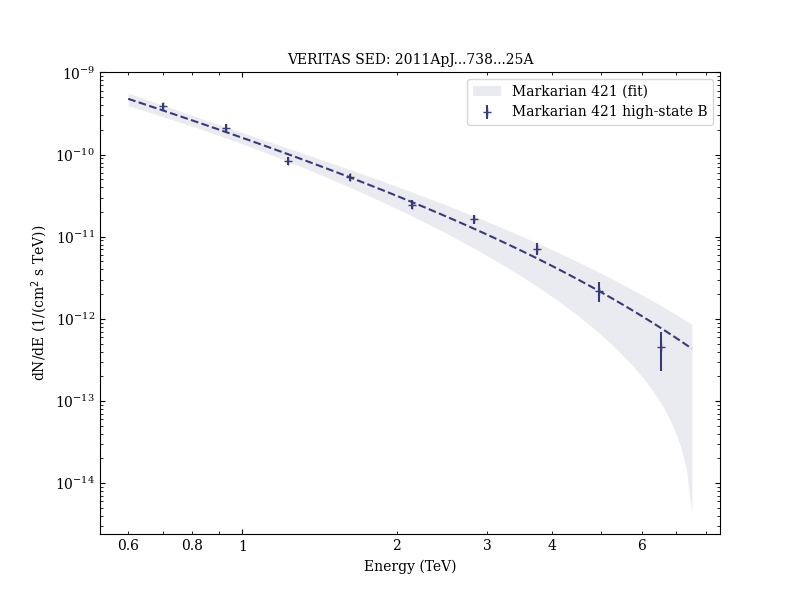 VERITAS SED: 2011ApJ...738...25A
Markarian 421 (fit)
Markarian 421 high-state B
dN/dE (1/(cm² s TeV))
10⁻⁹
10⁻¹⁰
10⁻¹¹
10⁻¹²
10⁻¹³
10⁻¹⁴
0.6 0.8 1 2 3 4 6
Energy (TeV)